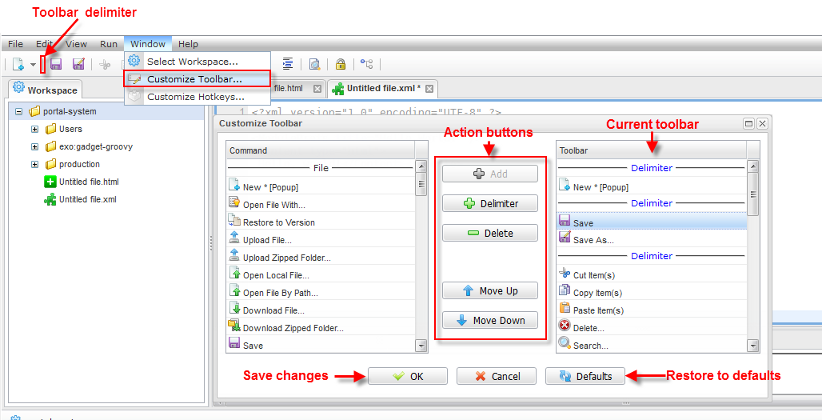 Toolbar delimiter
File Edit View Run Window Help
Select Workspace...
Customize Toolbar...
Customize Hotkeys...
Workspace
file.html
Untitled file.xml *
1 <?xml version="1.0" encoding="UTF-8" ?>
portal-system
Users
exo:gadget-groovy
production
Untitled file.html
Untitled file.xml
Customize Toolbar
Action buttons
Current toolbar
Command
File
New * [Popup]
Open File With...
Restore to Version
Upload File...
Upload Zipped Folder...
Open Local File...
Open File By Path...
Download File...
Download Zipped Folder...
Save
Add
Delimiter
Delete
Move Up
Move Down
Toolbar
Delimiter
New * [Popup]
Delimiter
Save
Save As...
Delimiter
Cut Item(s)
Copy Item(s)
Paste Item(s)
Delete...
Search...
Save changes
OK
Cancel
Defaults
Restore to defaults